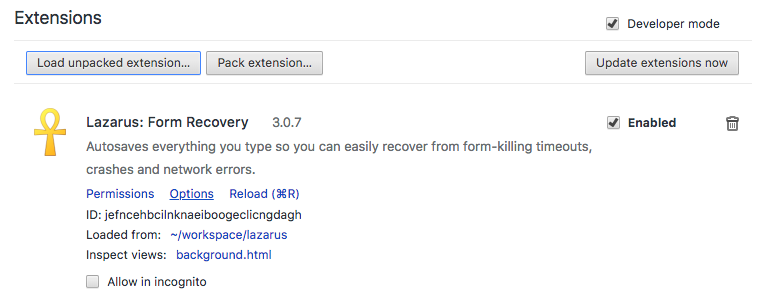 Extensions
Developer mode
Load unpacked extension...
Pack extension...
Update extensions now
Lazarus: Form Recovery 3.0.7
Enabled
Autosaves everything you type so you can easily recover from form-killing timeouts,
crashes and network errors.
Permissions Options Reload (⌘R)
ID: jefncehbcilnknaeiboogeclicngdagh
Loaded from: ~/workspace/lazarus
Inspect views: background.html
Allow in incognito